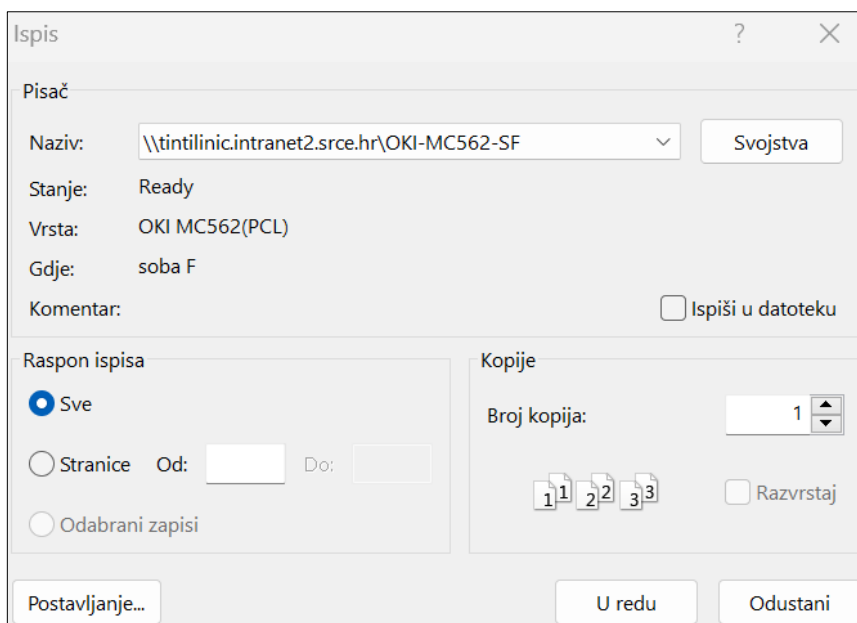 Ispis
Pisač
Naziv: \\tintilinic.intranet2.srce.hr\OKI-MC562-SF Svojstva
Stanje: Ready
Vrsta: OKI MC562(PCL)
Gdje: soba F
Komentar: Ispiši u datoteku
Raspon ispisa
Sve
Stranice Od: Do:
Odabrani zapisi
Kopije
Broj kopija: 1
1 1 2 2 3 3 Razvrstaj
Postavljanje... U redu Odustani